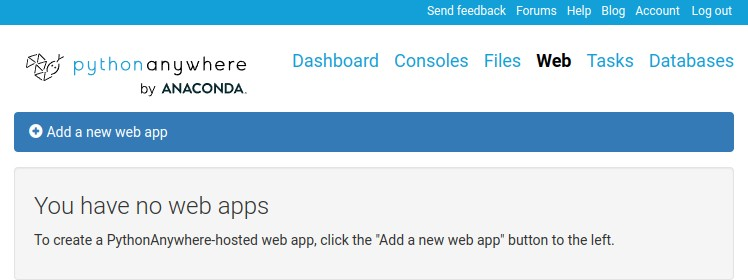 Send feedback Forums Help Blog Account Log out
pythonanywhere
by ANACONDA.
Dashboard Consoles Files Web Tasks Databases
Add a new web app
You have no web apps
To create a PythonAnywhere-hosted web app, click the "Add a new web app" button to the left.